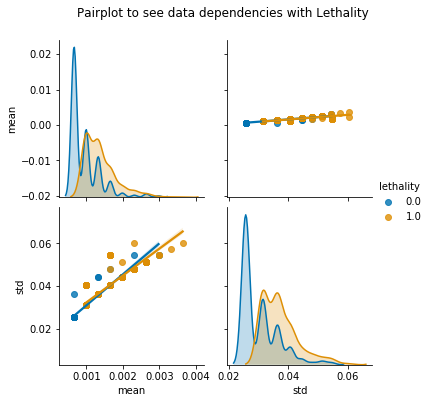 Pairplot to see data dependencies with Lethality
0.02
0.01
0.00
−0.01
−0.02
mean
lethality
0.0
1.0
0.06
0.04
0.02
std
0.001
0.002
0.003
0.004
mean
0.02
0.04
0.06
std